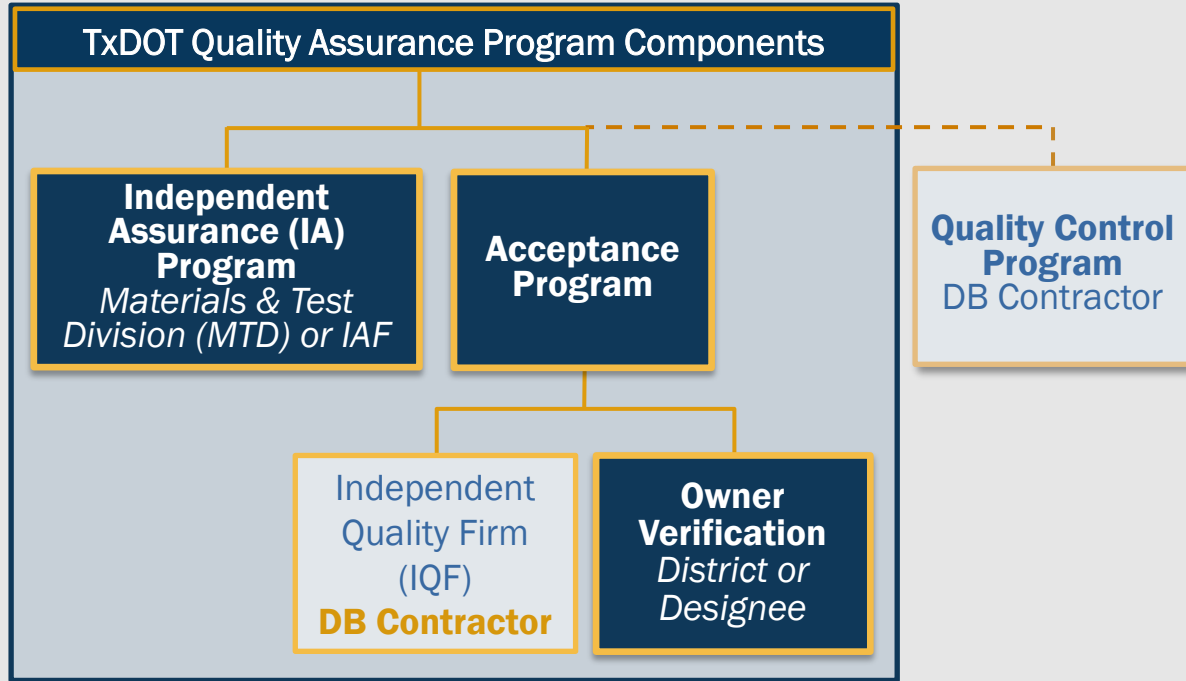 TxDOT Quality Assurance Program Components
Independent
Assurance (IA)
Program
Materials & Test
Division (MTD) or IAF
Acceptance
Program
Quality Control
Program
DB Contractor
Independent
Quality Firm
(IQF)
DB Contractor
Owner
Verification
District or
Designee